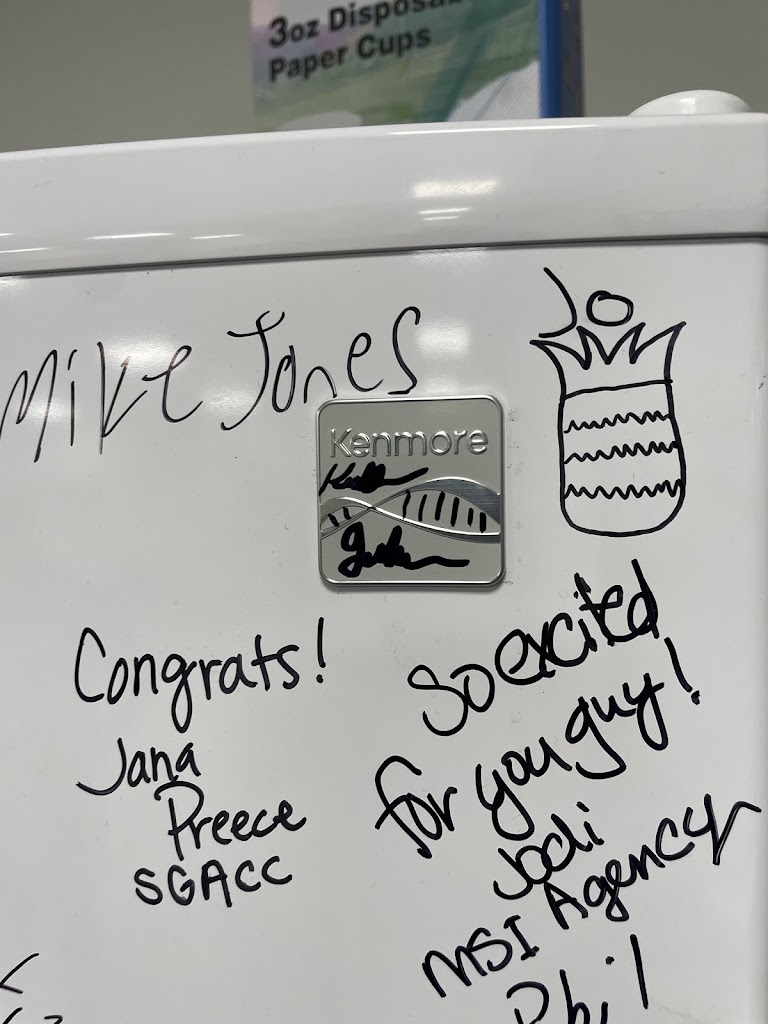 3oz Disposa
Paper Cups
Mike Jones
Jo
Kenmore
Congrats!
Jana
Preece
SGACC
So excited
for you guy!
Jodi
MSI Agency
Phil